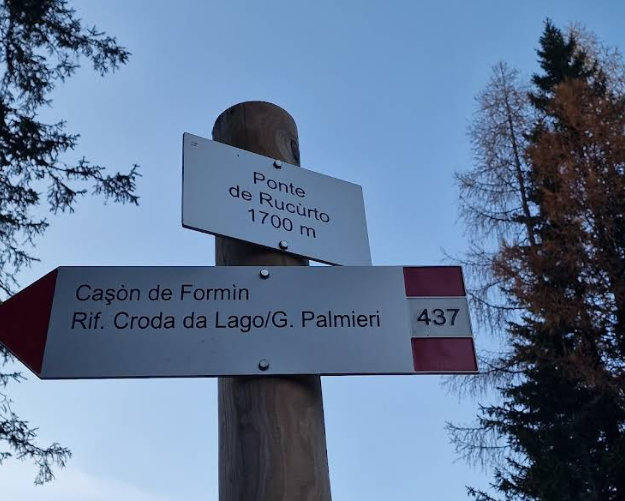 Ponte
de Rucùrto
1700 m
Caşòn de Formìn
Rif. Croda da Lago/G. Palmieri
437